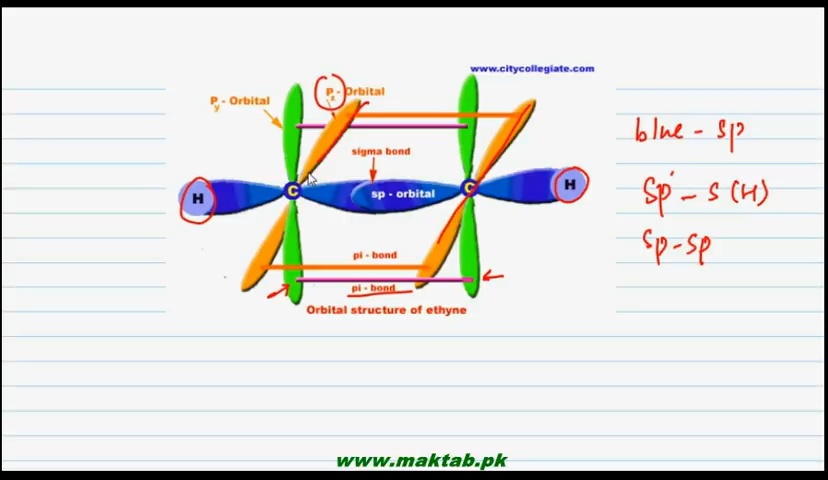 www.citycollegiate.com
Py - Orbital
Pz - Orbital
blue - sp
sigma bond
H
C
sp - orbital
C
H
sp - s (H)
sp - sp
pi - bond
pi - bond
Orbital structure of ethyne
www.maktab.pk